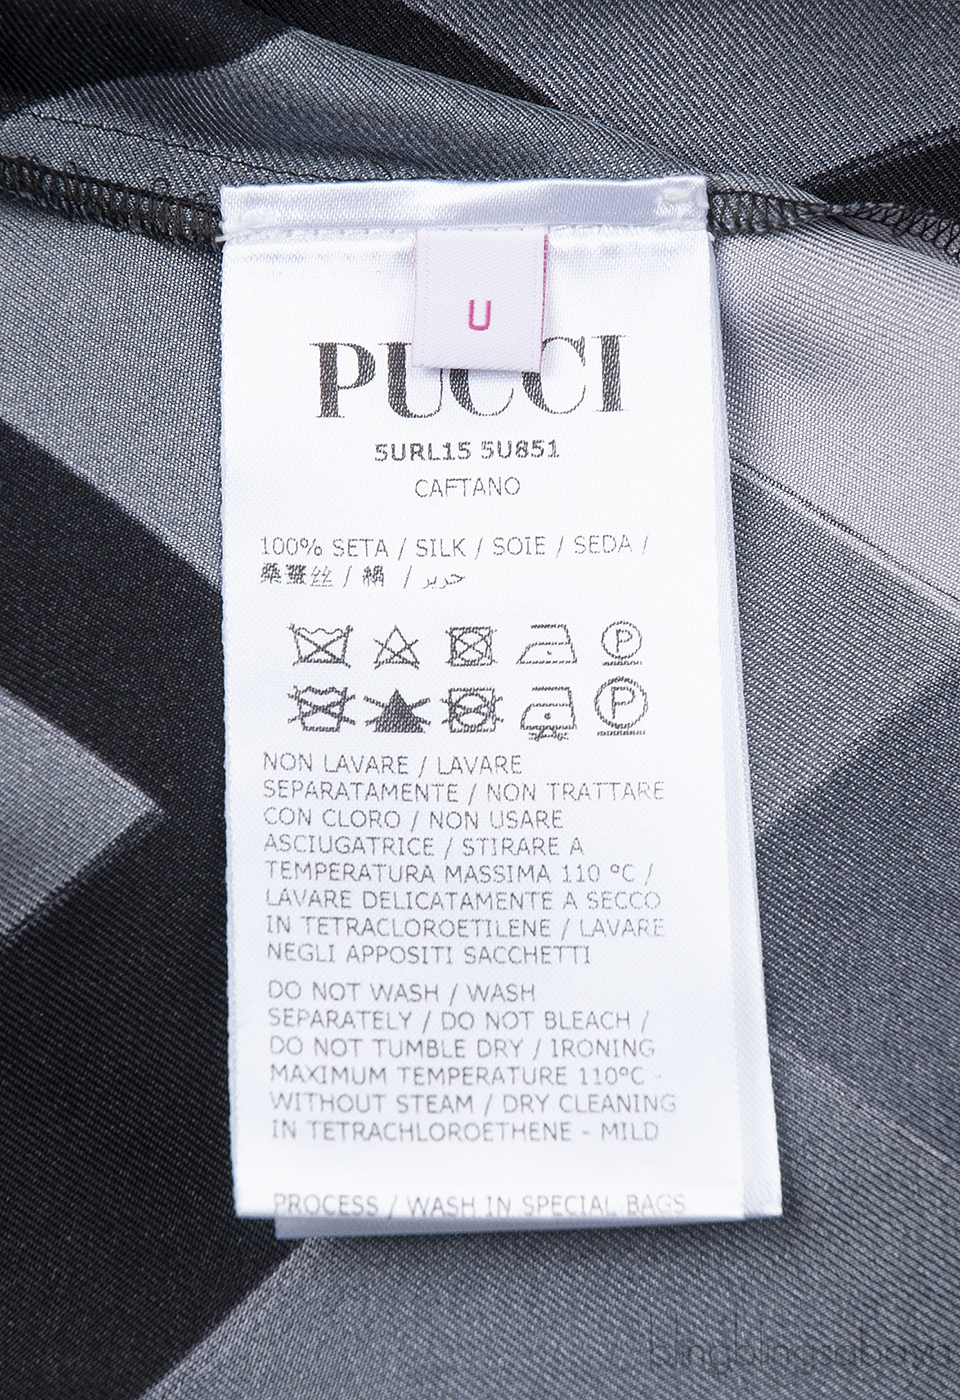 U
PUCCI
5URL15 5U851
CAFTANO
100% SETA / SILK / SOIE / SEDA /
桑蚕丝 / 絹 / حرير
P
P
NON LAVARE / LAVARE
SEPARATAMENTE / NON TRATTARE
CON CLORO / NON USARE
ASCIUGATRICE / STIRARE A
TEMPERATURA MASSIMA 110 °C /
LAVARE DELICATAMENTE A SECCO
IN TETRACLOROETILENE / LAVARE
NEGLI APPOSITI SACCHETTI
DO NOT WASH / WASH
SEPARATELY / DO NOT BLEACH /
DO NOT TUMBLE DRY / IRONING
MAXIMUM TEMPERATURE 110°C -
WITHOUT STEAM / DRY CLEANING
IN TETRACHLOROETHENE - MILD
PROCESS / WASH IN SPECIAL BAGS